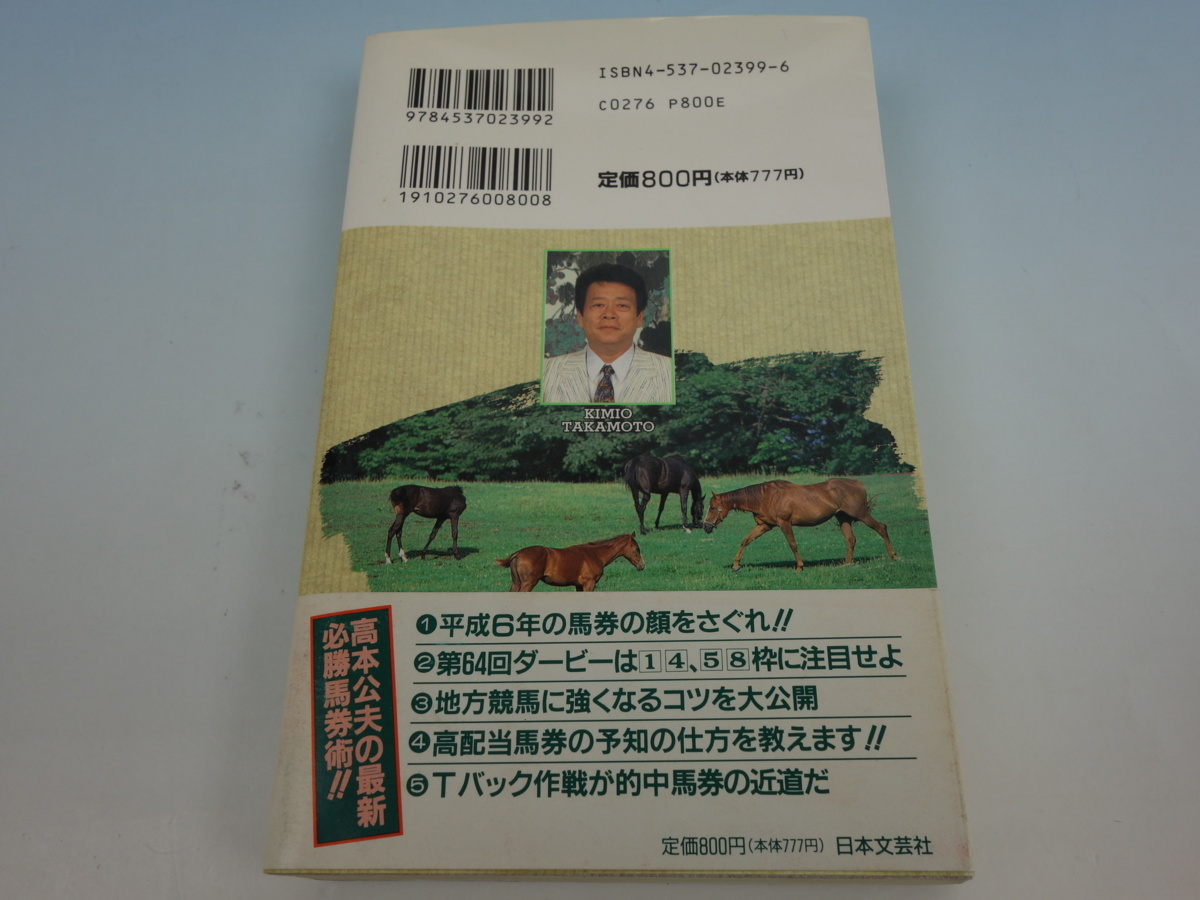 ISBN4-537-02399-6
9784537023992
C0276 P800E
1910276008008
定価800円(本体777円)
KIMIO
TAKAMOTO
高本公夫の最新
必勝馬券術!!
❶平成6年の馬券の顔をさぐれ!!
❷第64回ダービーは1 4、5 8枠に注目せよ
❸地方競馬に強くなるコツを大公開
❹高配当馬券の予知の仕方を教えます!!
❺Tバック作戦が的中馬券の近道だ
定価800円(本体777円) 日本文芸社